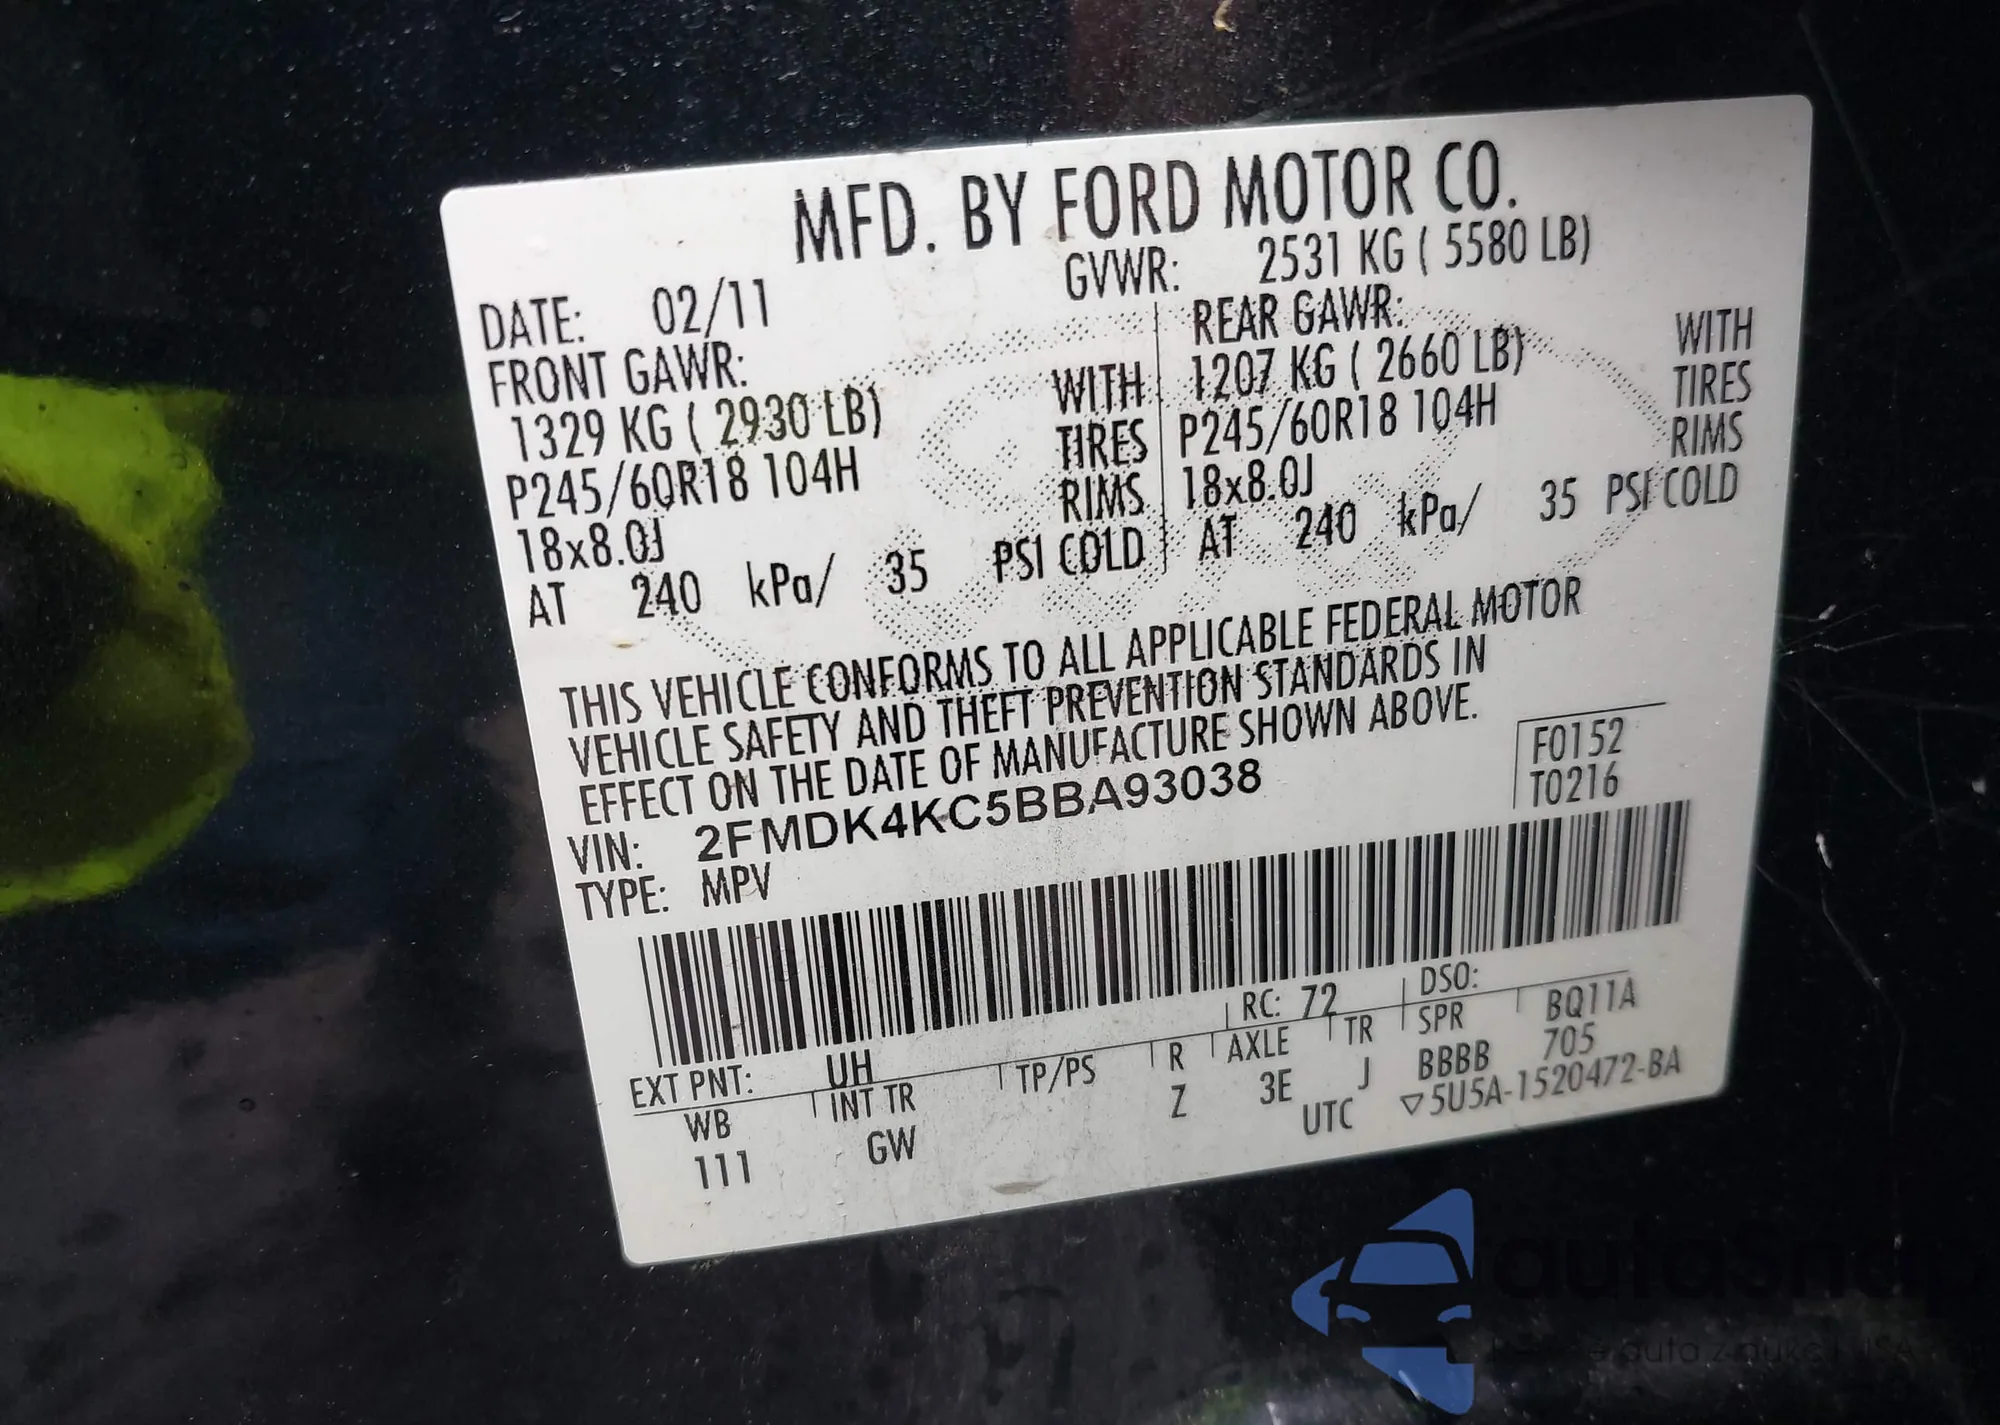 MFD. BY FORD MOTOR CO.
DATE: 02/11 GVWR: 2531 KG ( 5580 LB)
FRONT GAWR: REAR GAWR:
1329 KG ( 2930 LB) WITH 1207 KG ( 2660 LB) WITH
P245/60R18 104H TIRES P245/60R18 104H TIRES
18x8.0J RIMS 18x8.0J RIMS
AT 240 kPa/ 35 PSI COLD AT 240 kPa/ 35 PSI COLD
THIS VEHICLE CONFORMS TO ALL APPLICABLE FEDERAL MOTOR
VEHICLE SAFETY AND THEFT PREVENTION STANDARDS IN
EFFECT ON THE DATE OF MANUFACTURE SHOWN ABOVE.
F0152
VIN: 2FMDK4KC5BBA93038 T0216
TYPE: MPV
EXT PNT: UH RC: 72 DSO:
WB INT TR TP/PS R AXLE TR SPR BQ11A
111 GW Z 3E J BBBB 705
UTC ▽5U5A-1520472-BA